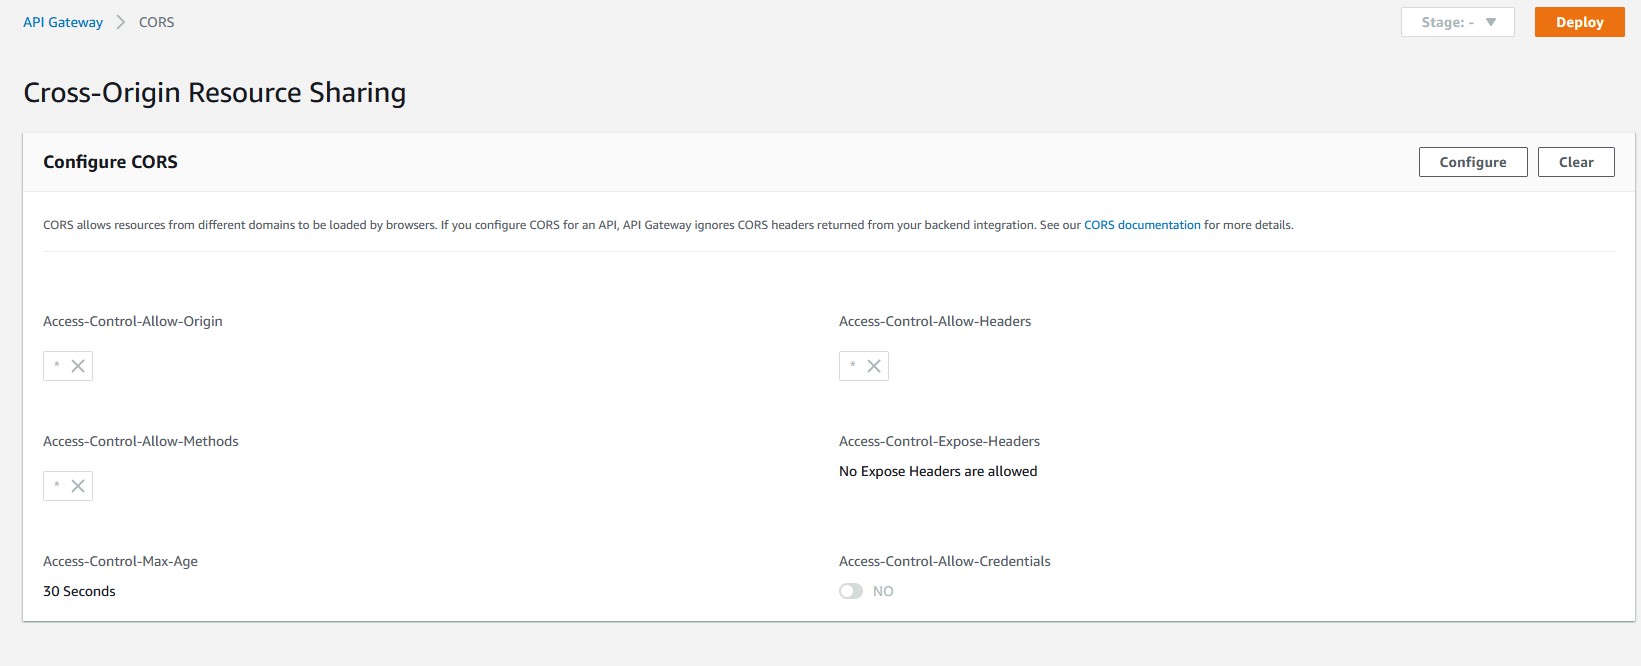 API Gateway > CORS
Stage: - ▼
Deploy
Cross-Origin Resource Sharing
Configure CORS
Configure
Clear
CORS allows resources from different domains to be loaded by browsers. If you configure CORS for an API, API Gateway ignores CORS headers returned from your backend integration. See our CORS documentation for more details.
Access-Control-Allow-Origin
*
Access-Control-Allow-Headers
*
Access-Control-Allow-Methods
*
Access-Control-Expose-Headers
No Expose Headers are allowed
Access-Control-Max-Age
30 Seconds
Access-Control-Allow-Credentials
NO